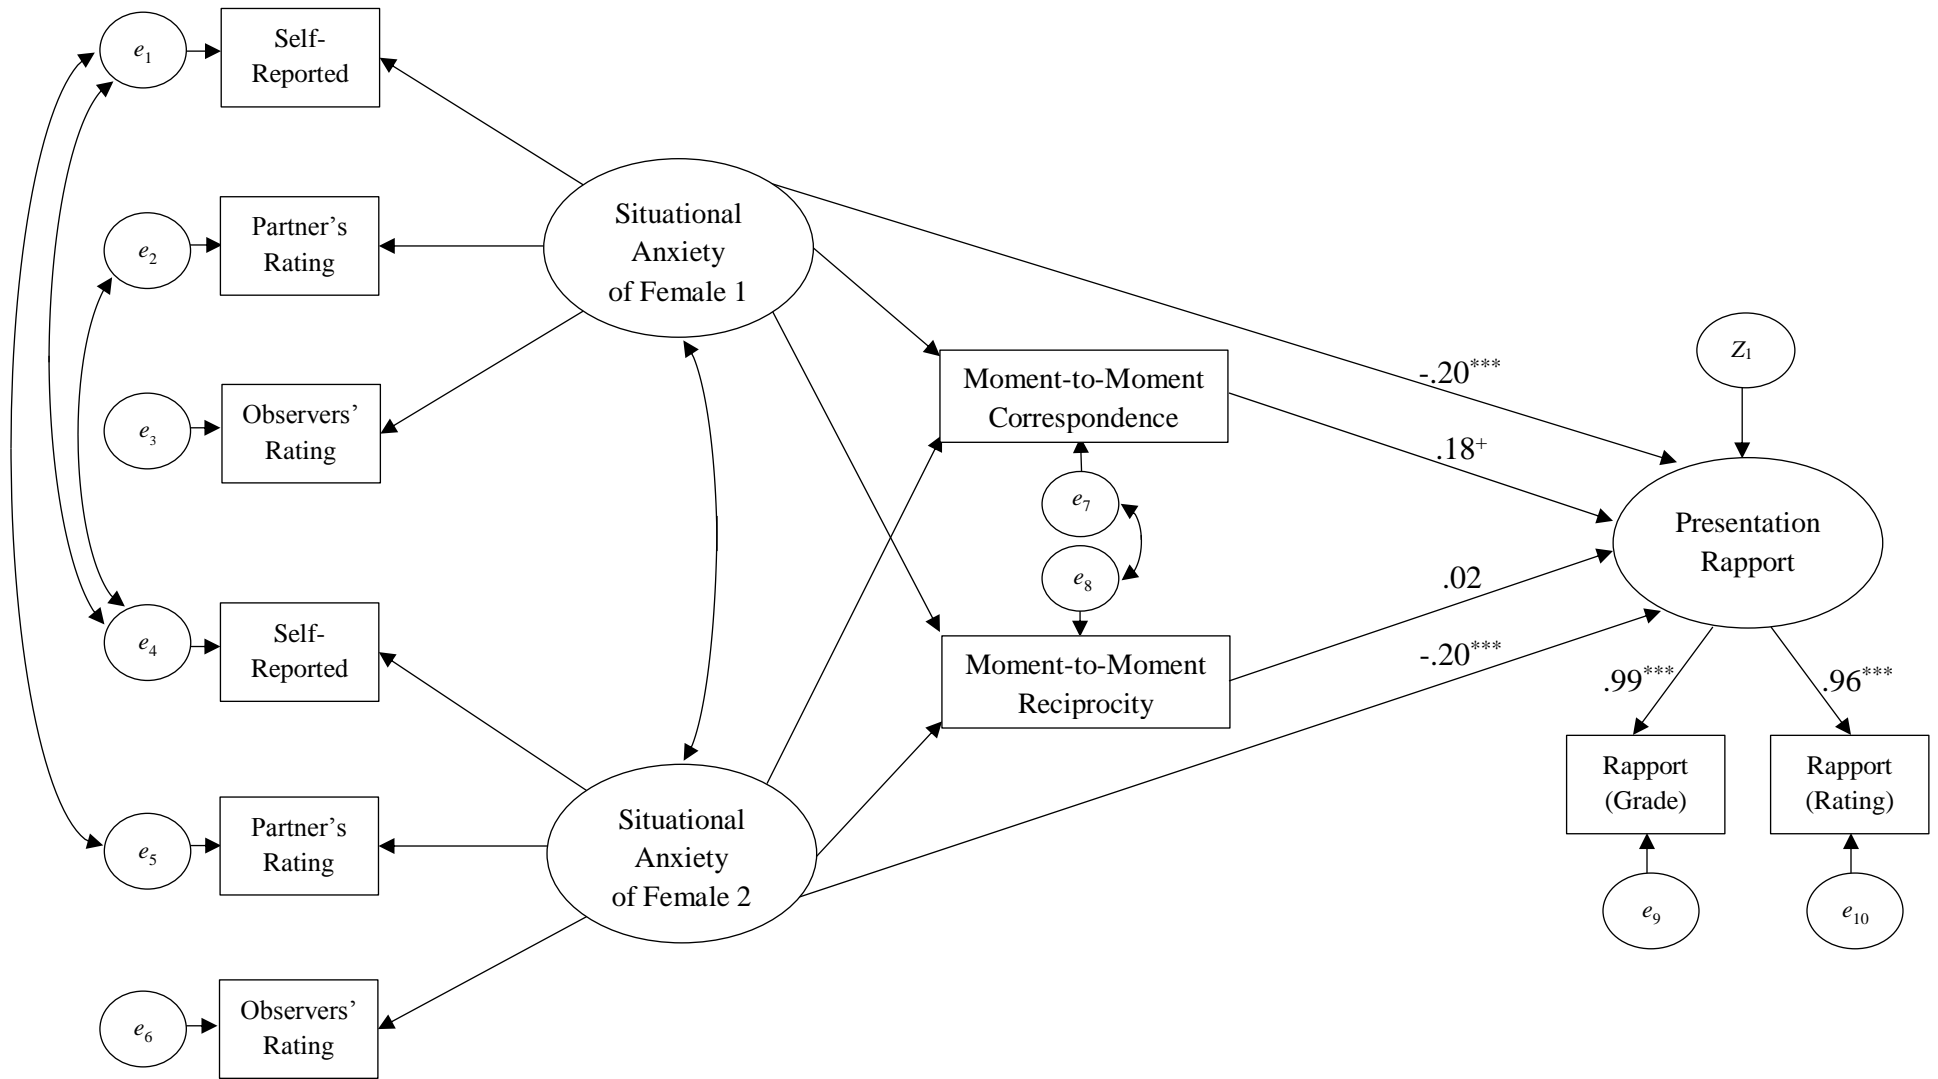 e1
Self-
Reported
e2
Partner's
Rating
e3
Observers'
Rating
e4
Self-
Reported
e5
Partner's
Rating
e6
Observers'
Rating
Situational
Anxiety
of Female 1
Situational
Anxiety
of Female 2
Moment-to-Moment
Correspondence
e7
e8
Moment-to-Moment
Reciprocity
-.20***
.18+
.02
-.20***
Z1
Presentation
Rapport
.99***
.96***
Rapport
(Grade)
Rapport
(Rating)
e9
e10